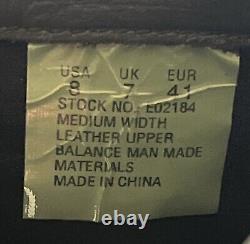 USA UK EUR
8 7 41
STOCK NO. E02184
MEDIUM WIDTH
LEATHER UPPER
BALANCE MAN MADE
MATERIALS
MADE IN CHINA